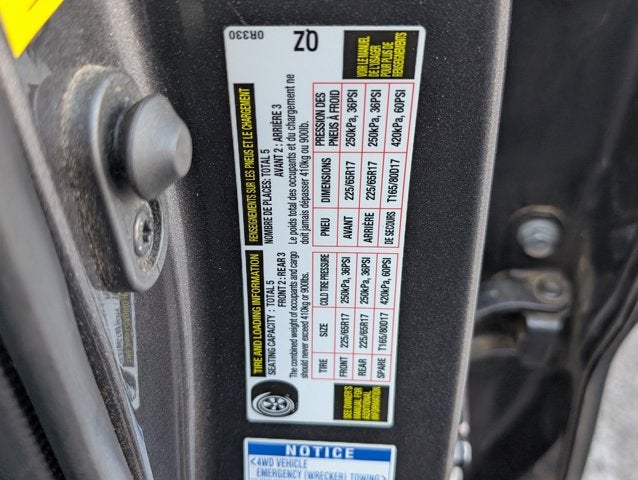 TIRE AND LOADING INFORMATION
SEATING CAPACITY : TOTAL 5
FRONT 2 : REAR 3
The combined weight of occupants and cargo
should never exceed 410kg or 900lb.
TIRE SIZE COLD TIRE PRESSURE
FRONT 225/65R17 250kPa, 36PSI
REAR 225/65R17 250kPa, 36PSI
SPARE T165/80D17 420kPa, 60PSI
SEE OWNER'S
MANUAL FOR
ADDITIONAL
INFORMATION
RENSEIGNEMENTS SUR LES PNEUS ET LE CHARGEMENT
NOMBRE DE PLACES: TOTAL 5
AVANT 2 : ARRIÈRE 3
Le poids total des occupants et du chargement ne
doit jamais dépasser 410kg ou 900lb.
PNEU DIMENSIONS PRESSION DES
PNEUS À FROID
AVANT 225/65R17 250kPa, 36PSI
ARRIÈRE 225/65R17 250kPa, 36PSI
DE SECOURS T165/80D17 420kPa, 60PSI
VOIR LE MANUEL
DE L'USAGER
POUR PLUS DE
RENSEIGNEMENTS
0R330
QZ
NOTICE
<4WD VEHICLE
EMERGENCY (WRECKER) TOWING>